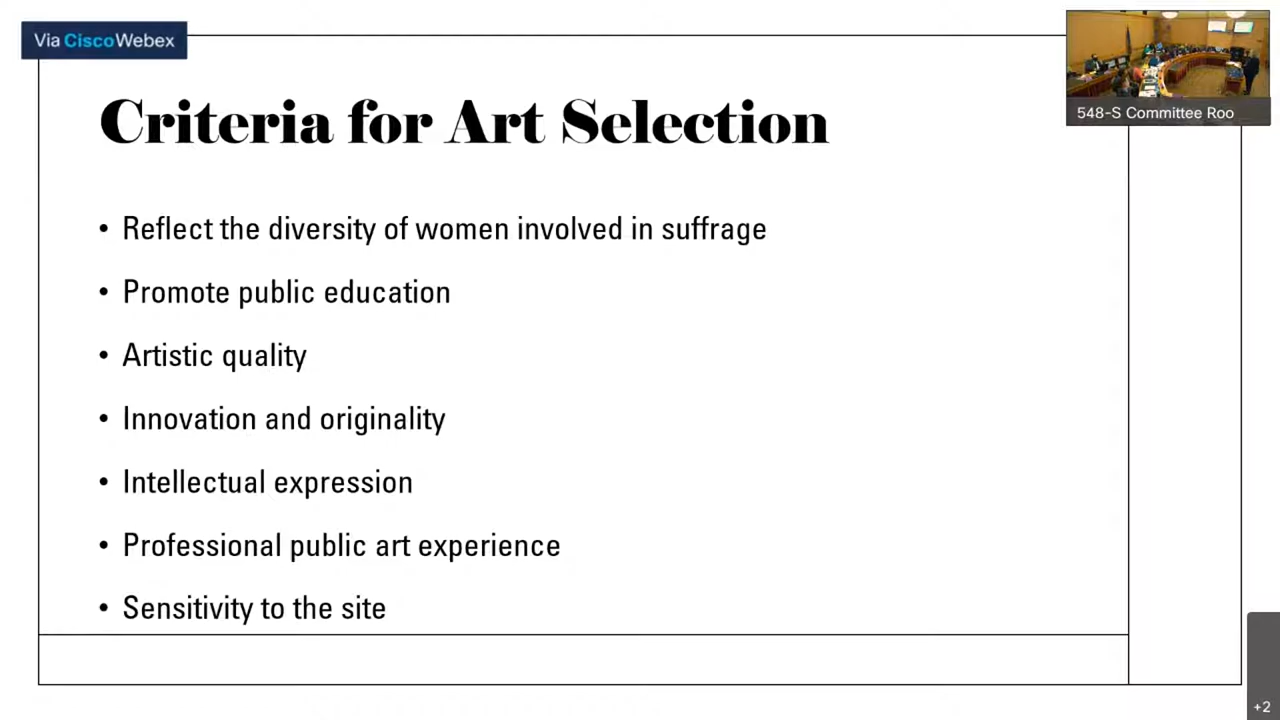 Via CiscoWebex
548-S Committee Roo
Criteria for Art Selection
• Reflect the diversity of women involved in suffrage
• Promote public education
• Artistic quality
• Innovation and originality
• Intellectual expression
• Professional public art experience
• Sensitivity to the site
+2